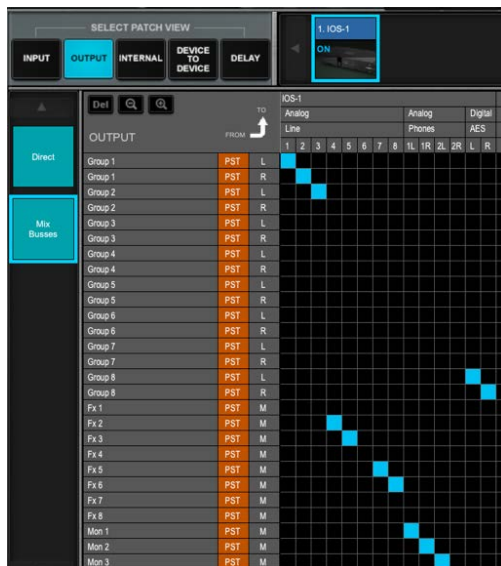 SELECT PATCH VIEW
INPUT
OUTPUT
INTERNAL
DEVICE
TO
DEVICE
DELAY
1. IOS-1
ON
Direct
Mix
Busses
Del
OUTPUT
FROM
TO
IOS-1
Analog Analog Digital
Line Phones AES
1 2 3 4 5 6 7 8 1L 1R 2L 2R L R
Group 1 PST L
Group 1 PST R
Group 2 PST L
Group 2 PST R
Group 3 PST L
Group 3 PST R
Group 4 PST L
Group 4 PST R
Group 5 PST L
Group 5 PST R
Group 6 PST L
Group 6 PST R
Group 7 PST L
Group 7 PST R
Group 8 PST L
Group 8 PST R
Fx 1 PST M
Fx 2 PST M
Fx 3 PST M
Fx 4 PST M
Fx 5 PST M
Fx 6 PST M
Fx 7 PST M
Fx 8 PST M
Mon 1 PST M
Mon 2 PST M
Mon 3 PST M